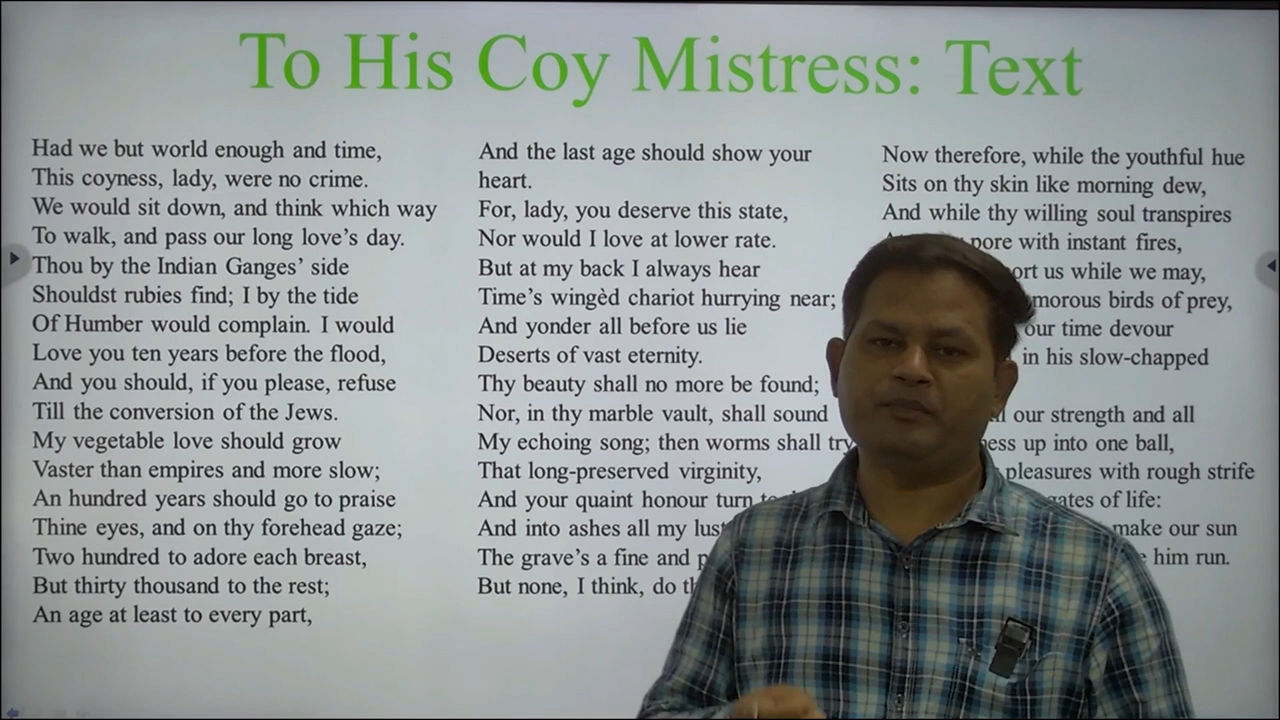 To His Coy Mistress: Text
Had we but world enough and time,
This coyness, lady, were no crime.
We would sit down, and think which way
To walk, and pass our long love's day.
Thou by the Indian Ganges' side
Shouldst rubies find; I by the tide
Of Humber would complain. I would
Love you ten years before the flood,
And you should, if you please, refuse
Till the conversion of the Jews.
My vegetable love should grow
Vaster than empires and more slow;
An hundred years should go to praise
Thine eyes, and on thy forehead gaze;
Two hundred to adore each breast,
But thirty thousand to the rest;
An age at least to every part,
And the last age should show your
heart.
For, lady, you deserve this state,
Nor would I love at lower rate.
But at my back I always hear
Time's wingèd chariot hurrying near;
And yonder all before us lie
Deserts of vast eternity.
Thy beauty shall no more be found;
Nor, in thy marble vault, shall sound
My echoing song; then worms shall try
That long-preserved virginity,
And your quaint honour turn
And into ashes all my lust
The grave's a fine and
But none, I think, do
Now therefore, while the youthful hue
Sits on thy skin like morning dew,
And while thy willing soul transpires
pore with instant fires,
us while we may,
birds of prey,
our time devour
in his slow-chapped
our strength and all
up into one ball,
pleasures with rough strife
of life:
make our sun
him run.